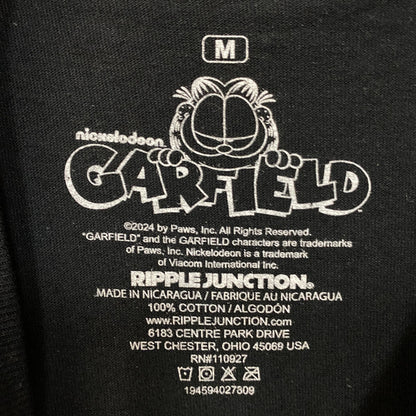 M
nickelodeon
GARFIELD
©2024 by Paws, Inc. All Rights Reserved.
"GARFIELD" and the GARFIELD characters are trademarks
of Paws, Inc. Nickelodeon is a trademark
of Viacom International Inc.
RIPPLE JUNCTION®
MADE IN NICARAGUA / FABRIQUE AU NICARAGUA
100% COTTON / ALGODÓN
www.RIPPLEJUNCTION.COM
6183 CENTRE PARK DRIVE
WEST CHESTER, OHIO 45069 USA
RN#110927
194594027309